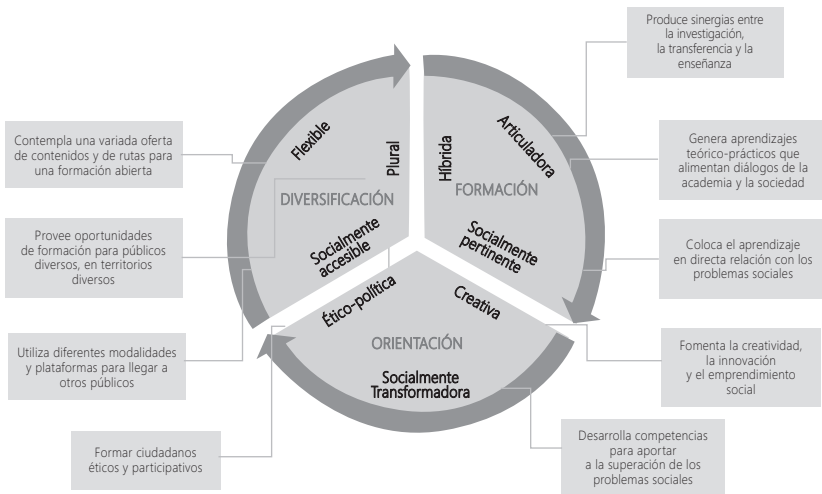 Produce sinergias entre
la investigación,
la transferencia y la
enseñanza
Contempla una variada oferta
de contenidos y de rutas para
una formación abierta
Flexible
Plural
DIVERSIFICACIÓN
Socialmente
accesible
Híbrida
Articuladora
FORMACIÓN
Socialmente
pertinente
Genera aprendizajes
teórico-prácticos que
alimentan diálogos de la
academia y la sociedad
Provee oportunidades
de formación para públicos
diversos, en territorios
diversos
Coloca el aprendizaje
en directa relación con los
problemas sociales
Ético-política
Creativa
ORIENTACIÓN
Socialmente
Transformadora
Utiliza diferentes modalidades
y plataformas para llegar a
otros públicos
Fomenta la creatividad,
la innovación
y el emprendimiento
social
Formar ciudadanos
éticos y participativos
Desarrolla competencias
para aportar
a la superación de los
problemas sociales